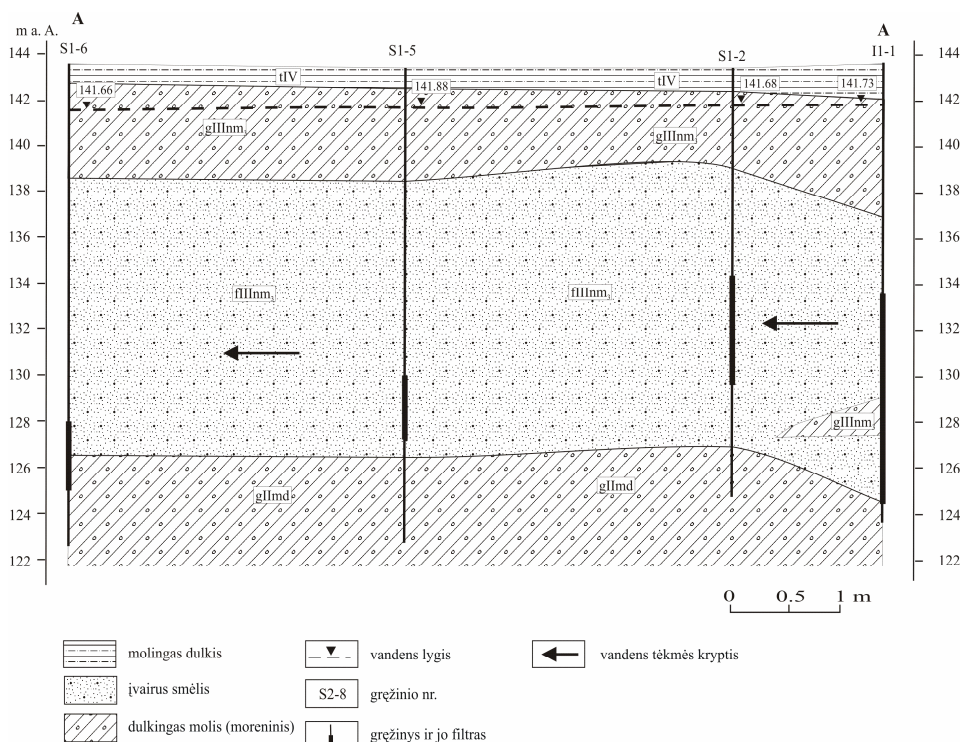 A
A
m a. A.
S1-6
S1-5
S1-2
I1-1
144
144
tIV
tIV
141.66
141.88
141.68
141.73
142
142
gIIInm
gIIInm
140
140
138
138
136
136
134
134
fIIInm₃
fIIInm
132
132
130
130
128
128
gIIInm
126
126
gIImd
gIImd
124
124
122
122
0 0.5 1 m
molingas dulkis
vandens lygis
vandens tėkmės kryptis
įvairus smėlis
S2-8
gręžinio nr.
dulkingas molis (moreninis)
gręžinys ir jo filtras